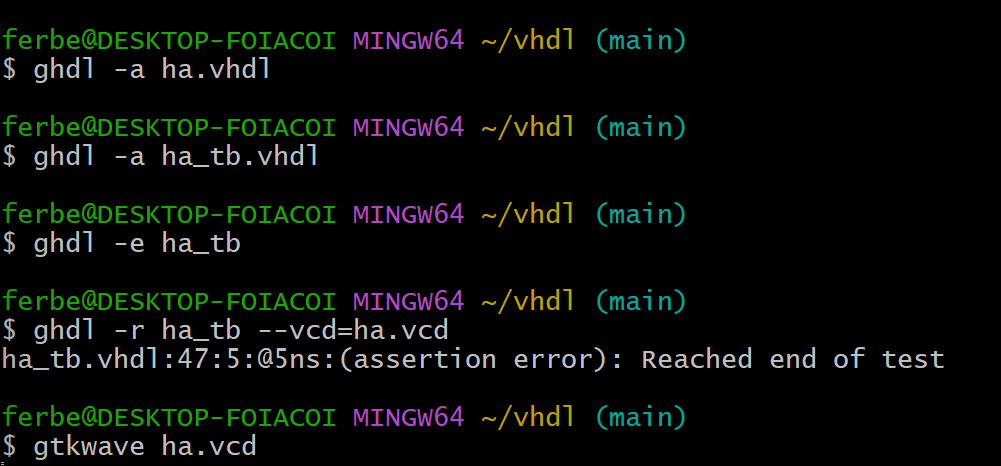 ferbe@DESKTOP-FOIACOI MINGW64 ~/vhdl (main)
$ ghdl -a ha.vhdl
ferbe@DESKTOP-FOIACOI MINGW64 ~/vhdl (main)
$ ghdl -a ha_tb.vhdl
ferbe@DESKTOP-FOIACOI MINGW64 ~/vhdl (main)
$ ghdl -e ha_tb
ferbe@DESKTOP-FOIACOI MINGW64 ~/vhdl (main)
$ ghdl -r ha_tb --vcd=ha.vcd
ha_tb.vhdl:47:5:@5ns:(assertion error): Reached end of test
ferbe@DESKTOP-FOIACOI MINGW64 ~/vhdl (main)
$ gtkwave ha.vcd